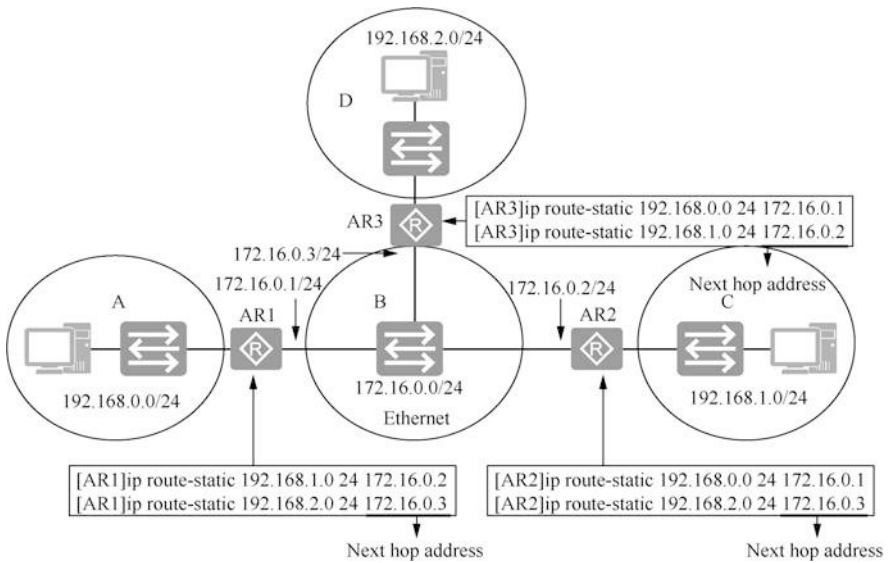 192.168.2.0/24
D
AR3
[AR3]ip route-static 192.168.0.0 24 172.16.0.1
[AR3]ip route-static 192.168.1.0 24 172.16.0.2
Next hop address
172.16.0.3/24
172.16.0.1/24
A
AR1
B
172.16.0.2/24
AR2
C
R
R
R
192.168.0.0/24
172.16.0.0/24
Ethernet
192.168.1.0/24
[AR1]ip route-static 192.168.1.0 24 172.16.0.2
[AR1]ip route-static 192.168.2.0 24 172.16.0.3
Next hop address
[AR2]ip route-static 192.168.0.0 24 172.16.0.1
[AR2]ip route-static 192.168.2.0 24 172.16.0.3
Next hop address